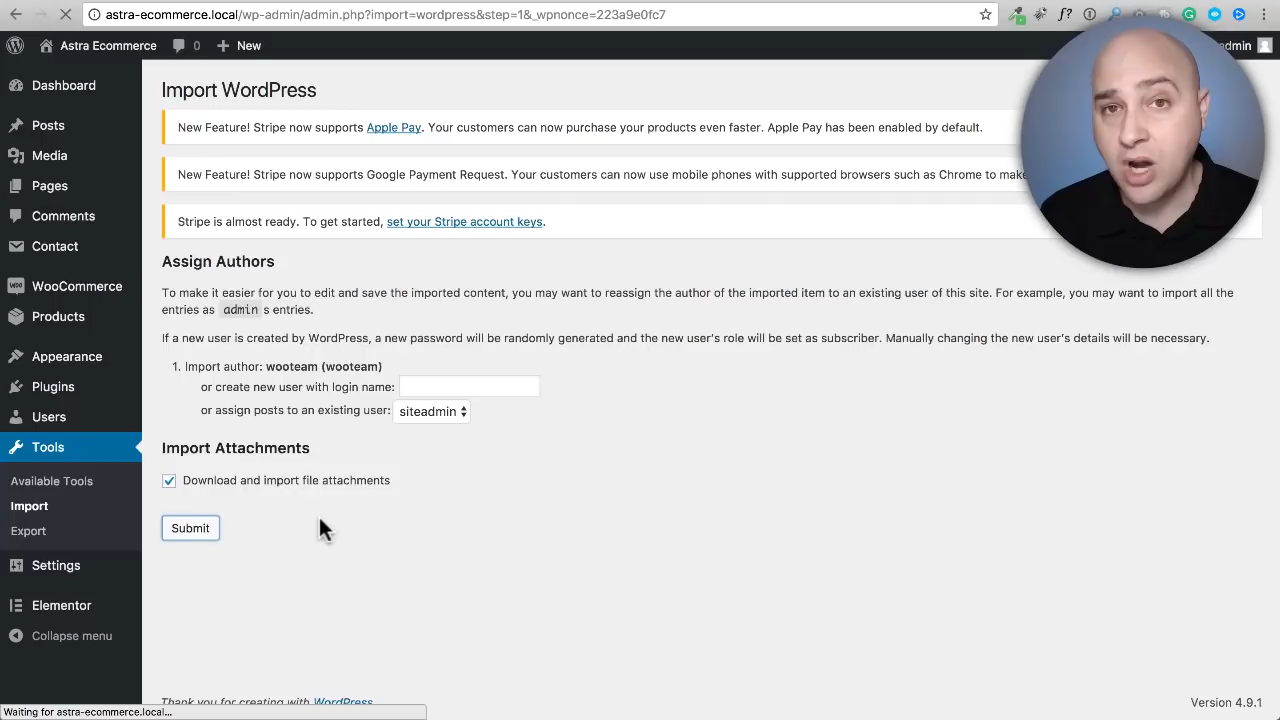 astra-ecommerce.local/wp-admin/admin.php?import=wordpress&step=1&_wpnonce=223a9e0fc7
Astra Ecommerce 0 New admin
Dashboard
Posts
Media
Pages
Comments
Contact
WooCommerce
Products
Appearance
Plugins
Users
Tools
Available Tools
Import
Export
Settings
Elementor
Collapse menu
Import WordPress
New Feature! Stripe now supports Apple Pay. Your customers can now purchase your products even faster. Apple Pay has been enabled by default.
New Feature! Stripe now supports Google Payment Request. Your customers can now use mobile phones with supported browsers such as Chrome to make
Stripe is almost ready. To get started, set your Stripe account keys.
Assign Authors
To make it easier for you to edit and save the imported content, you may want to reassign the author of the imported item to an existing user of this site. For example, you may want to import all the
entries as admin s entries.
If a new user is created by WordPress, a new password will be randomly generated and the new user's role will be set as subscriber. Manually changing the new user's details will be necessary.
1. Import author: wooteam (wooteam)
or create new user with login name:
or assign posts to an existing user: siteadmin
Import Attachments
Download and import file attachments
Submit
Thank you for creating with WordPress
Version 4.9.1
Waiting for astra-ecommerce.local...